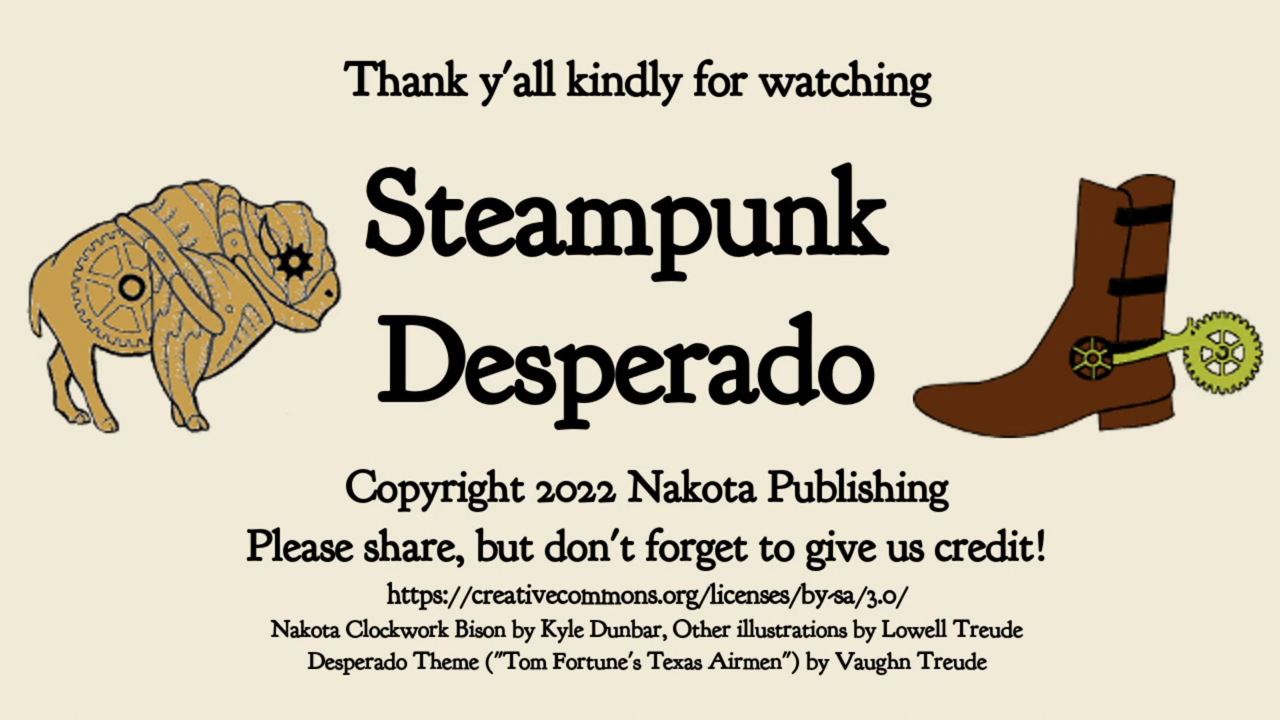 Thank y'all kindly for watching
Steampunk
Desperado
Copyright 2022 Nakota Publishing
Please share, but don't forget to give us credit!
https://creativecommons.org/licenses/by-sa/3.0/
Nakota Clockwork Bison by Kyle Dunbar, Other illustrations by Lowell Treude
Desperado Theme ("Tom Fortune's Texas Airmen") by Vaughn Treude